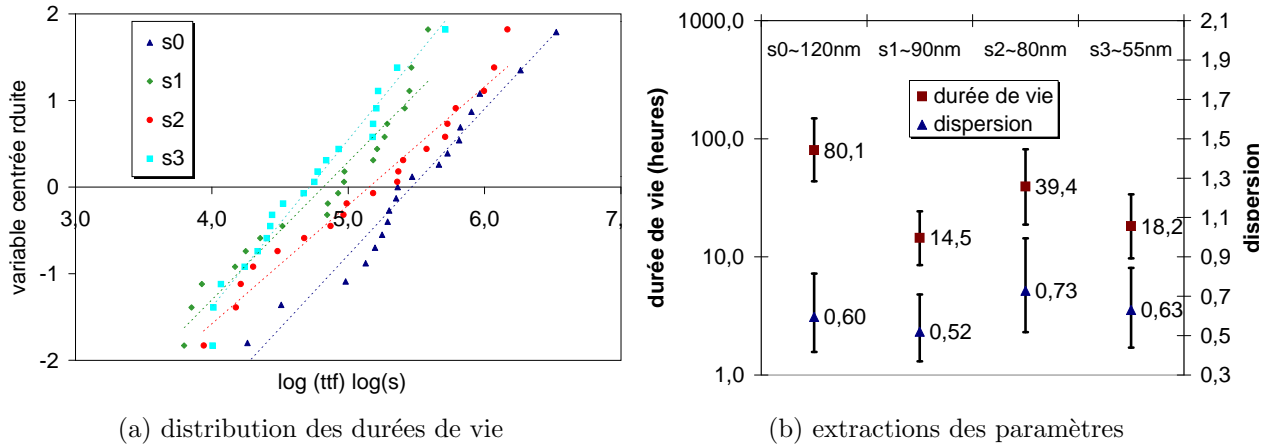 2
s0
s1
s2
s3
1
0
3,0
4,0
5,0
6,0
7,
-1
-2
variable centrée rduite
log (ttf) log(s)
(a) distribution des durées de vie
1000,0
100,0
10,0
1,0
durée de vie (heures)
s0~120nm
s1~90nm
s2~80nm
s3~55nm
durée de vie
dispersion
80,1
14,5
39,4
18,2
0,60
0,52
0,73
0,63
2,1
1,9
1,7
1,5
1,3
1,1
0,9
0,7
0,5
0,3
dispersion
(b) extractions des paramètres